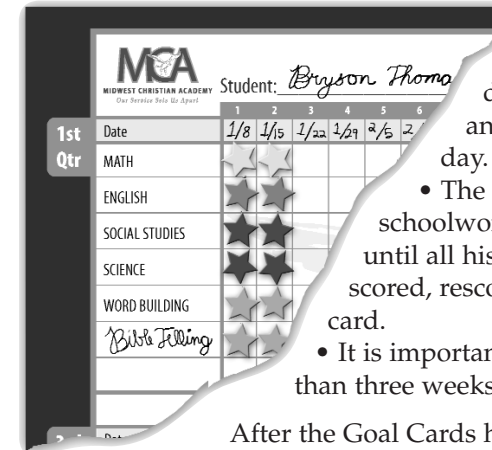 MCA
MIDWEST CHRISTIAN ACADEMY
Our Service Sets Us Apart
Student: Bryson Thoma
1 2 3 4 5 6
1st Qtr
Date 1/8 1/15 1/22 1/29 2/5 2
MATH
ENGLISH
SOCIAL STUDIES
SCIENCE
WORD BUILDING
Bible
day.
• The
schoolwor
until all his
scored, resco
card.
• It is importan
than three weeks
After the Goal Cards h